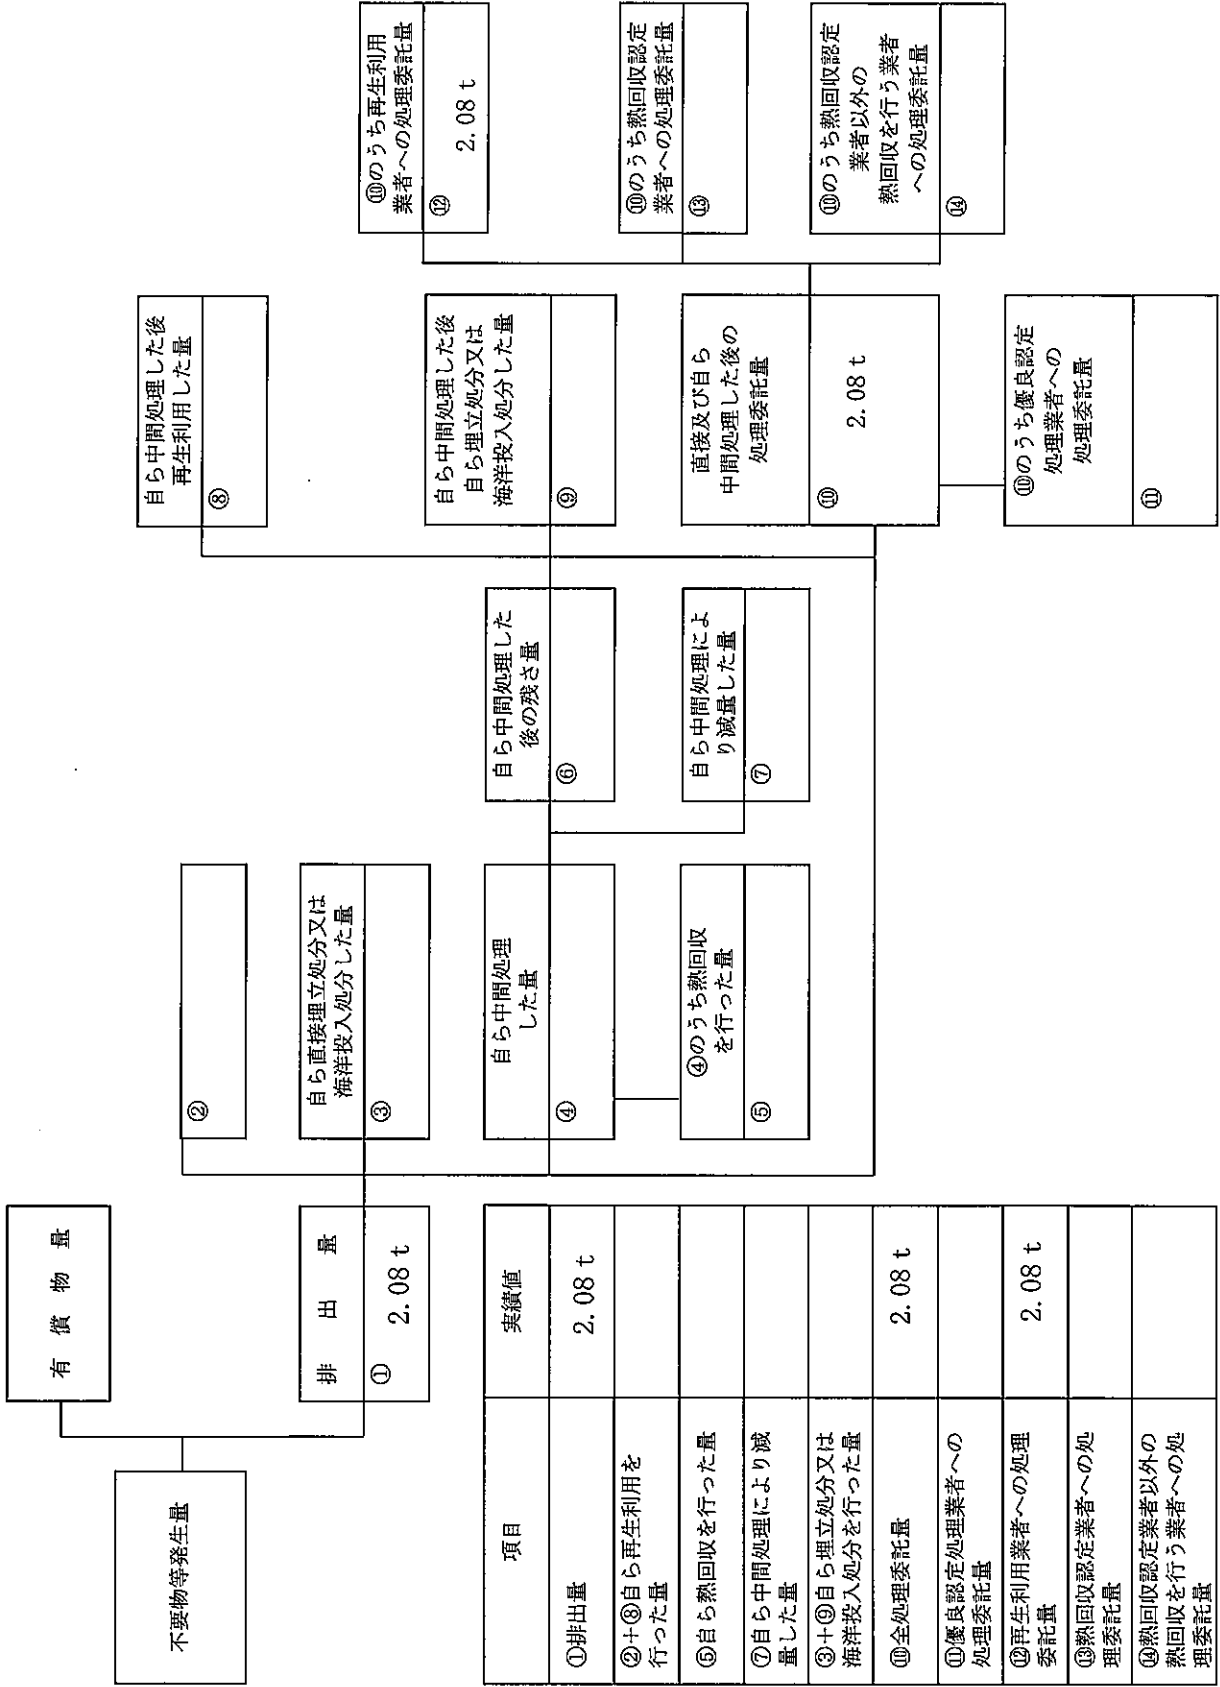 不要物等発生量
有償物量
排出量
① 2.08 t
②
自ら直接埋立処分又は
海洋投入処分した量
③
自ら中間処理
した量
④
④のうち熱回収
を行った量
⑤
自ら中間処理した
後の残さ量
⑥
自ら中間処理によ
り減量した量
⑦
自ら中間処理した後
再生利用した量
⑧
自ら中間処理した後
自ら埋立処分又は
海洋投入処分した量
⑨
直接及び自ら
中間処理した後の
処理委託量
⑩ 2.08 t
⑩のうち優良認定
処理業者への
処理委託量
⑪
⑩のうち再生利用
業者への処理委託量
⑫ 2.08 t
⑩のうち熱回収認定
業者への処理委託量
⑬
⑩のうち熱回収認定
業者以外の
熱回収を行う業者
への処理委託量
⑭
項目 実績値
①排出量 2.08 t
②+⑧自ら再生利用を
行った量
⑤自ら熱回収を行った量
⑦自ら中間処理により減
量した量
③+⑨自ら埋立処分又は
海洋投入処分を行った量
⑩全処理委託量 2.08 t
⑪優良認定処理業者への
処理委託量
⑫再生利用業者への処理
委託量 2.08 t
⑬熱回収認定業者への処
理委託量
⑭熱回収認定業者以外の
熱回収を行う業者への処
理委託量